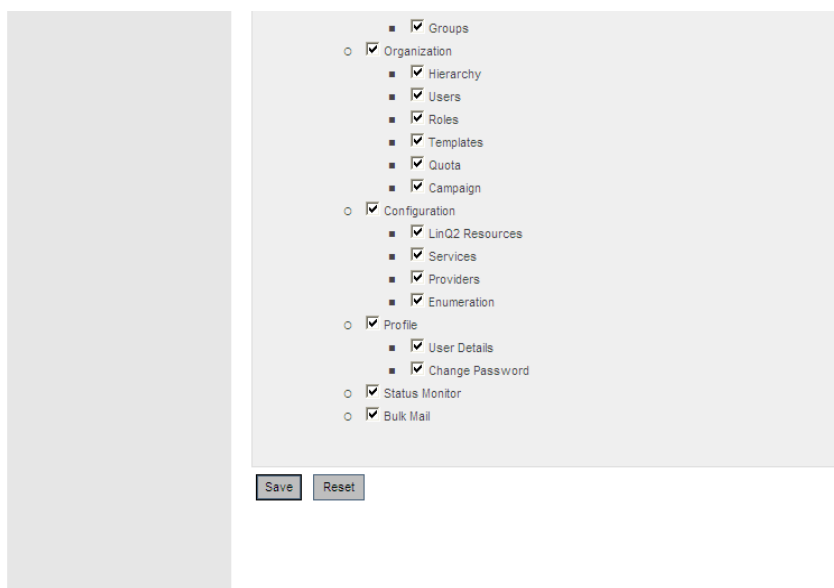 Groups
Organization
Hierarchy
Users
Roles
Templates
Quota
Campaign
Configuration
LinQ2 Resources
Services
Providers
Enumeration
Profile
User Details
Change Password
Status Monitor
Bulk Mail
Save Reset